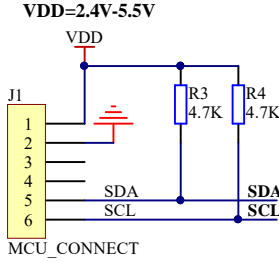 VDD=2.4V-5.5V
VDD
J1
R3 R4
4.7K 4.7K
1
2
3
4
5 SDA SDA
6 SCL SCL
MCU_CONNECT